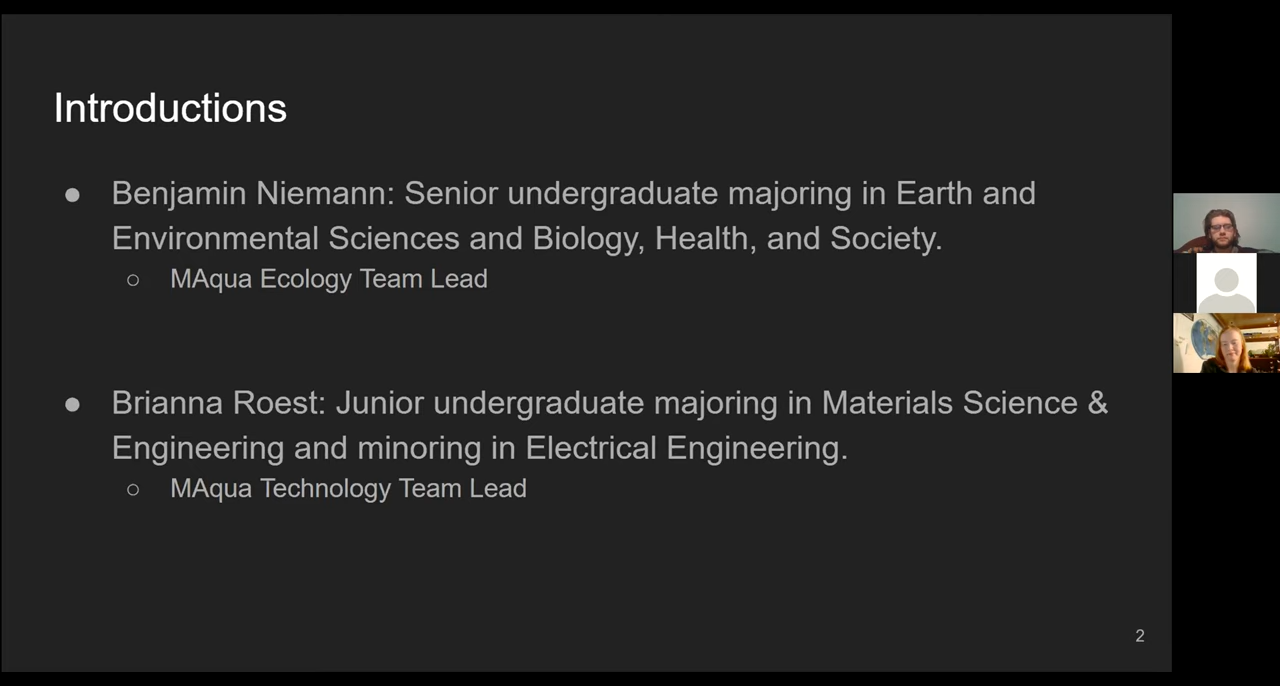 Introductions
● Benjamin Niemann: Senior undergraduate majoring in Earth and
Environmental Sciences and Biology, Health, and Society.
○ MAqua Ecology Team Lead
● Brianna Roest: Junior undergraduate majoring in Materials Science &
Engineering and minoring in Electrical Engineering.
○ MAqua Technology Team Lead
2